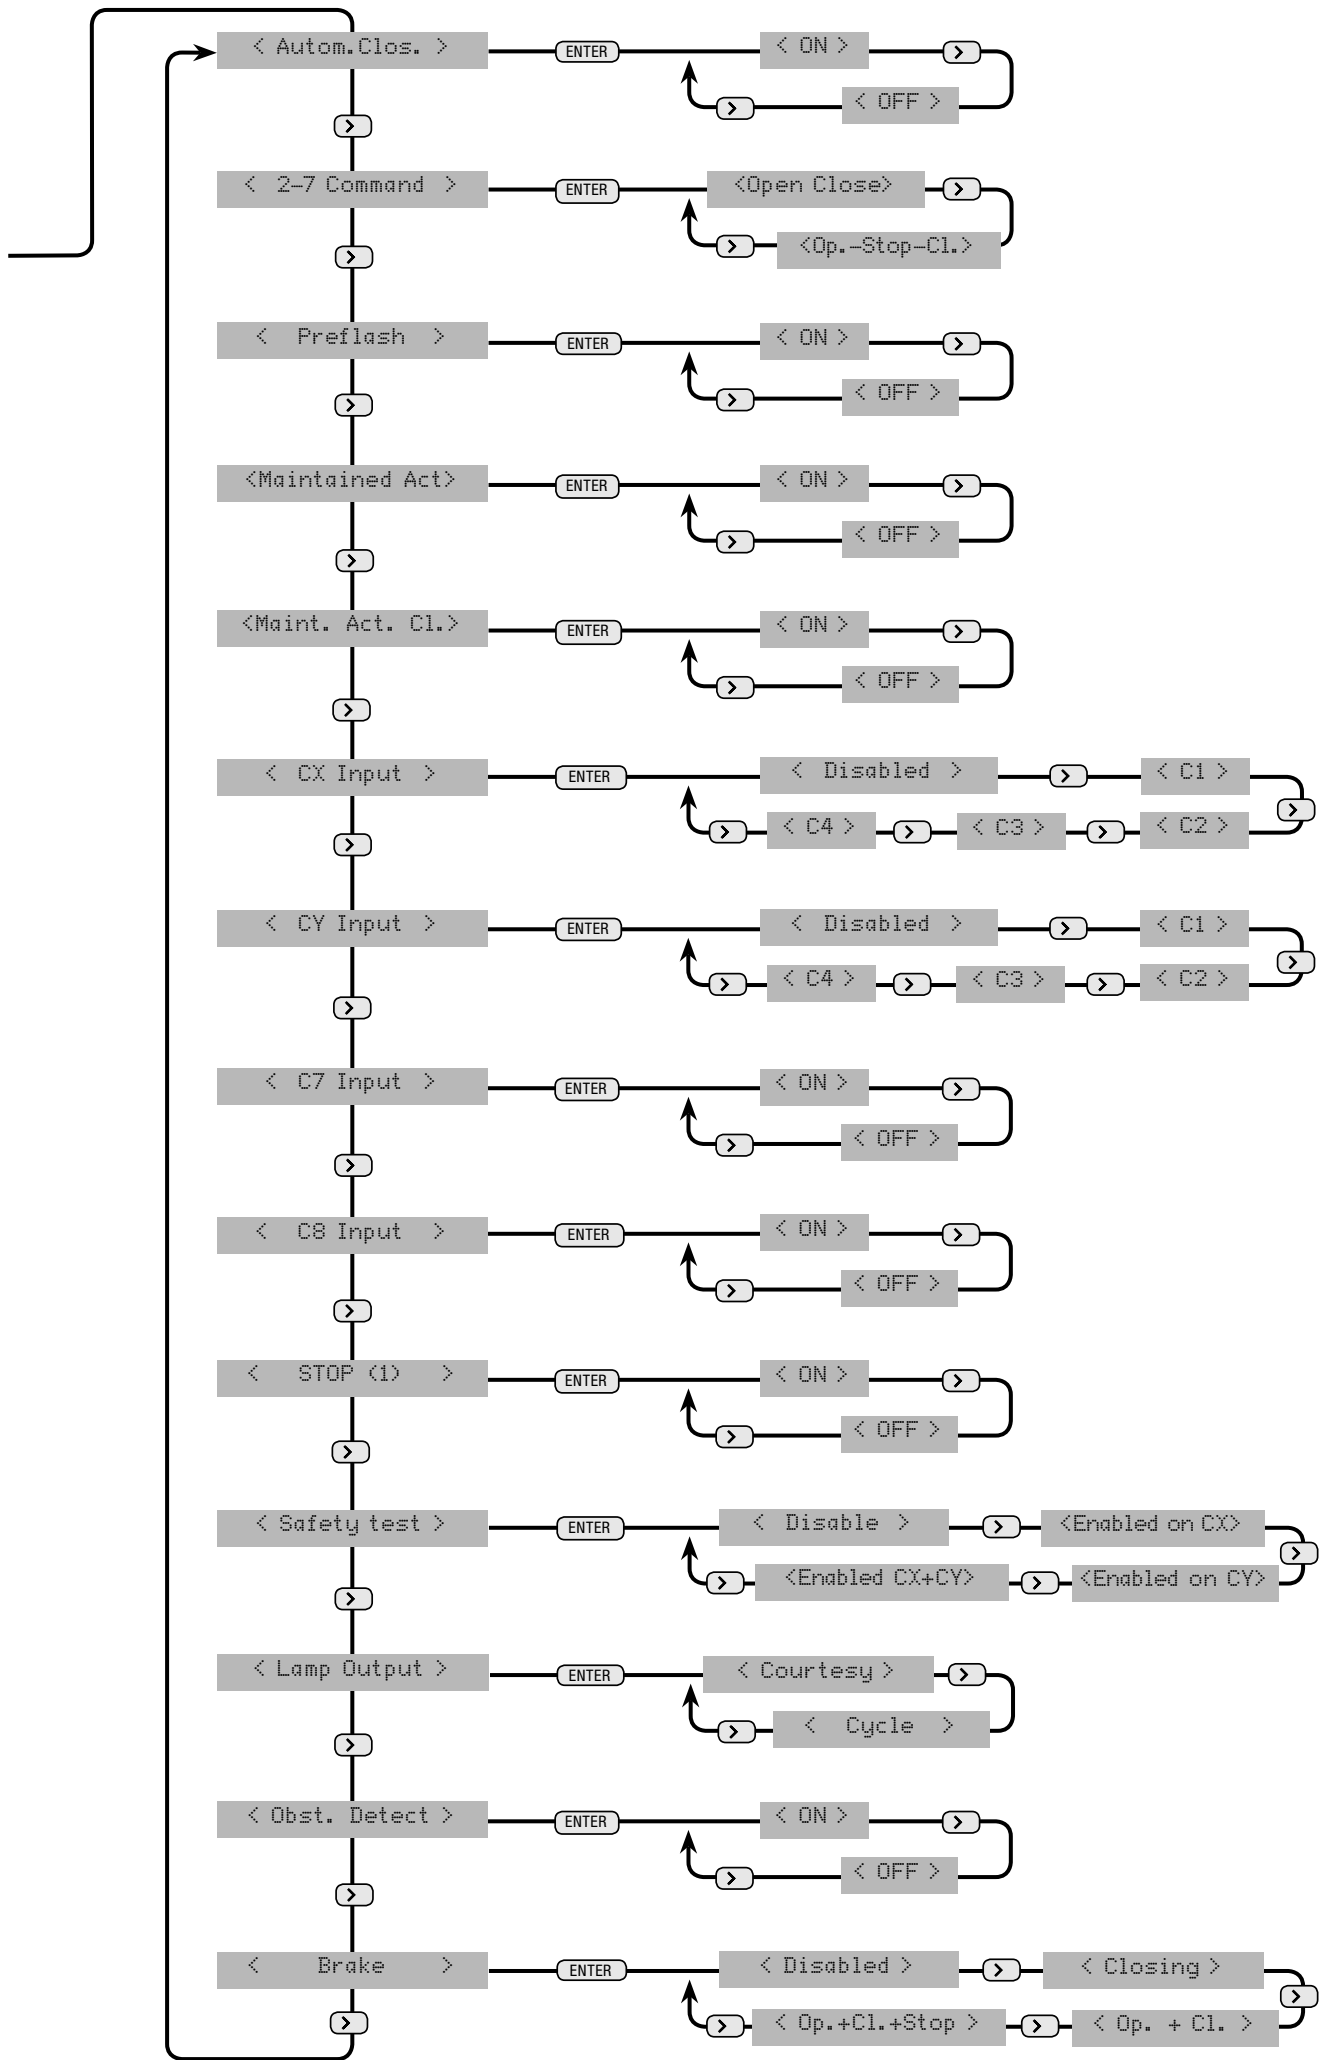 < Autom.Clos. > ENTER < ON > >
> < OFF >
>
< 2-7 Command > ENTER <Open Close> >
> <Op.-Stop-Cl.>
>
< Preflash > ENTER < ON > >
> < OFF >
>
<Maintained Act> ENTER < ON > >
> < OFF >
>
<Maint. Act. Cl.> ENTER < ON > >
> < OFF >
>
< CX Input > ENTER < Disabled > > < C1 >
>
> < C4 > > < C3 > > < C2 >
>
< CY Input > ENTER < Disabled > > < C1 >
>
> < C4 > > < C3 > > < C2 >
>
< C7 Input > ENTER < ON > >
> < OFF >
>
< C8 Input > ENTER < ON > >
> < OFF >
>
< STOP (1) > ENTER < ON > >
> < OFF >
>
< Safety test > ENTER < Disable > > <Enabled on CX>
>
> <Enabled CX+CY> > <Enabled on CY>
>
< Lamp Output > ENTER < Courtesy > >
> < Cycle >
>
< Obst. Detect > ENTER < ON > >
> < OFF >
>
< Brake > ENTER < Disabled > > < Closing >
>
> < Op.+Cl.+Stop > > < Op. + Cl. >
>